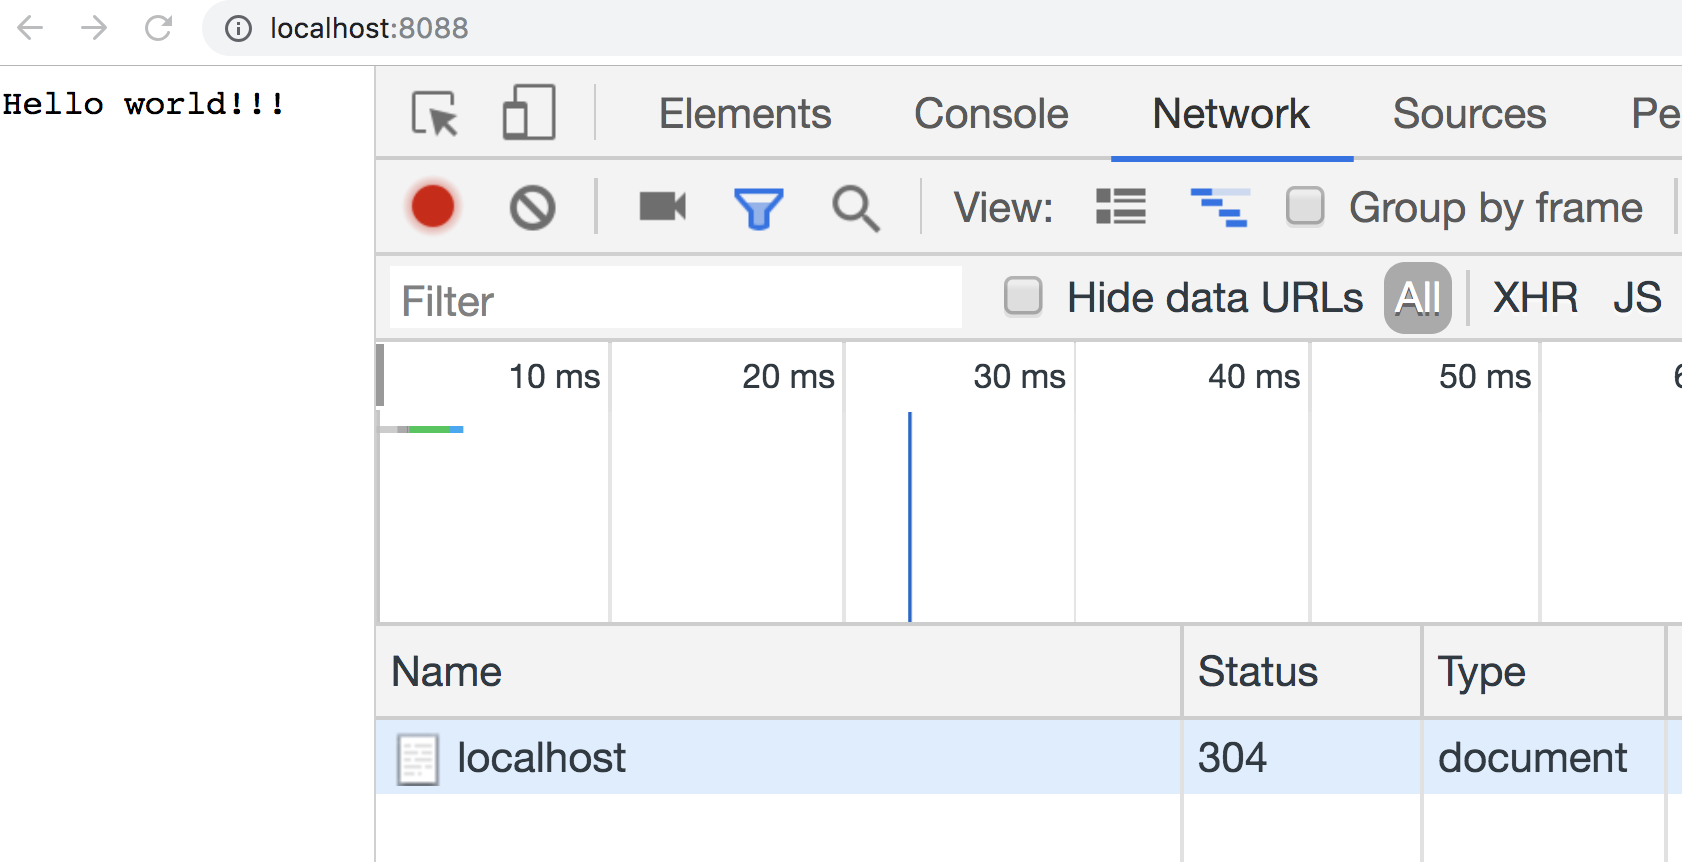 localhost:8088
Hello world!!!
Elements Console Network Sources Pe
View: Group by frame
Filter Hide data URLs All XHR JS
10 ms 20 ms 30 ms 40 ms 50 ms 6
Name Status Type
localhost 304 document